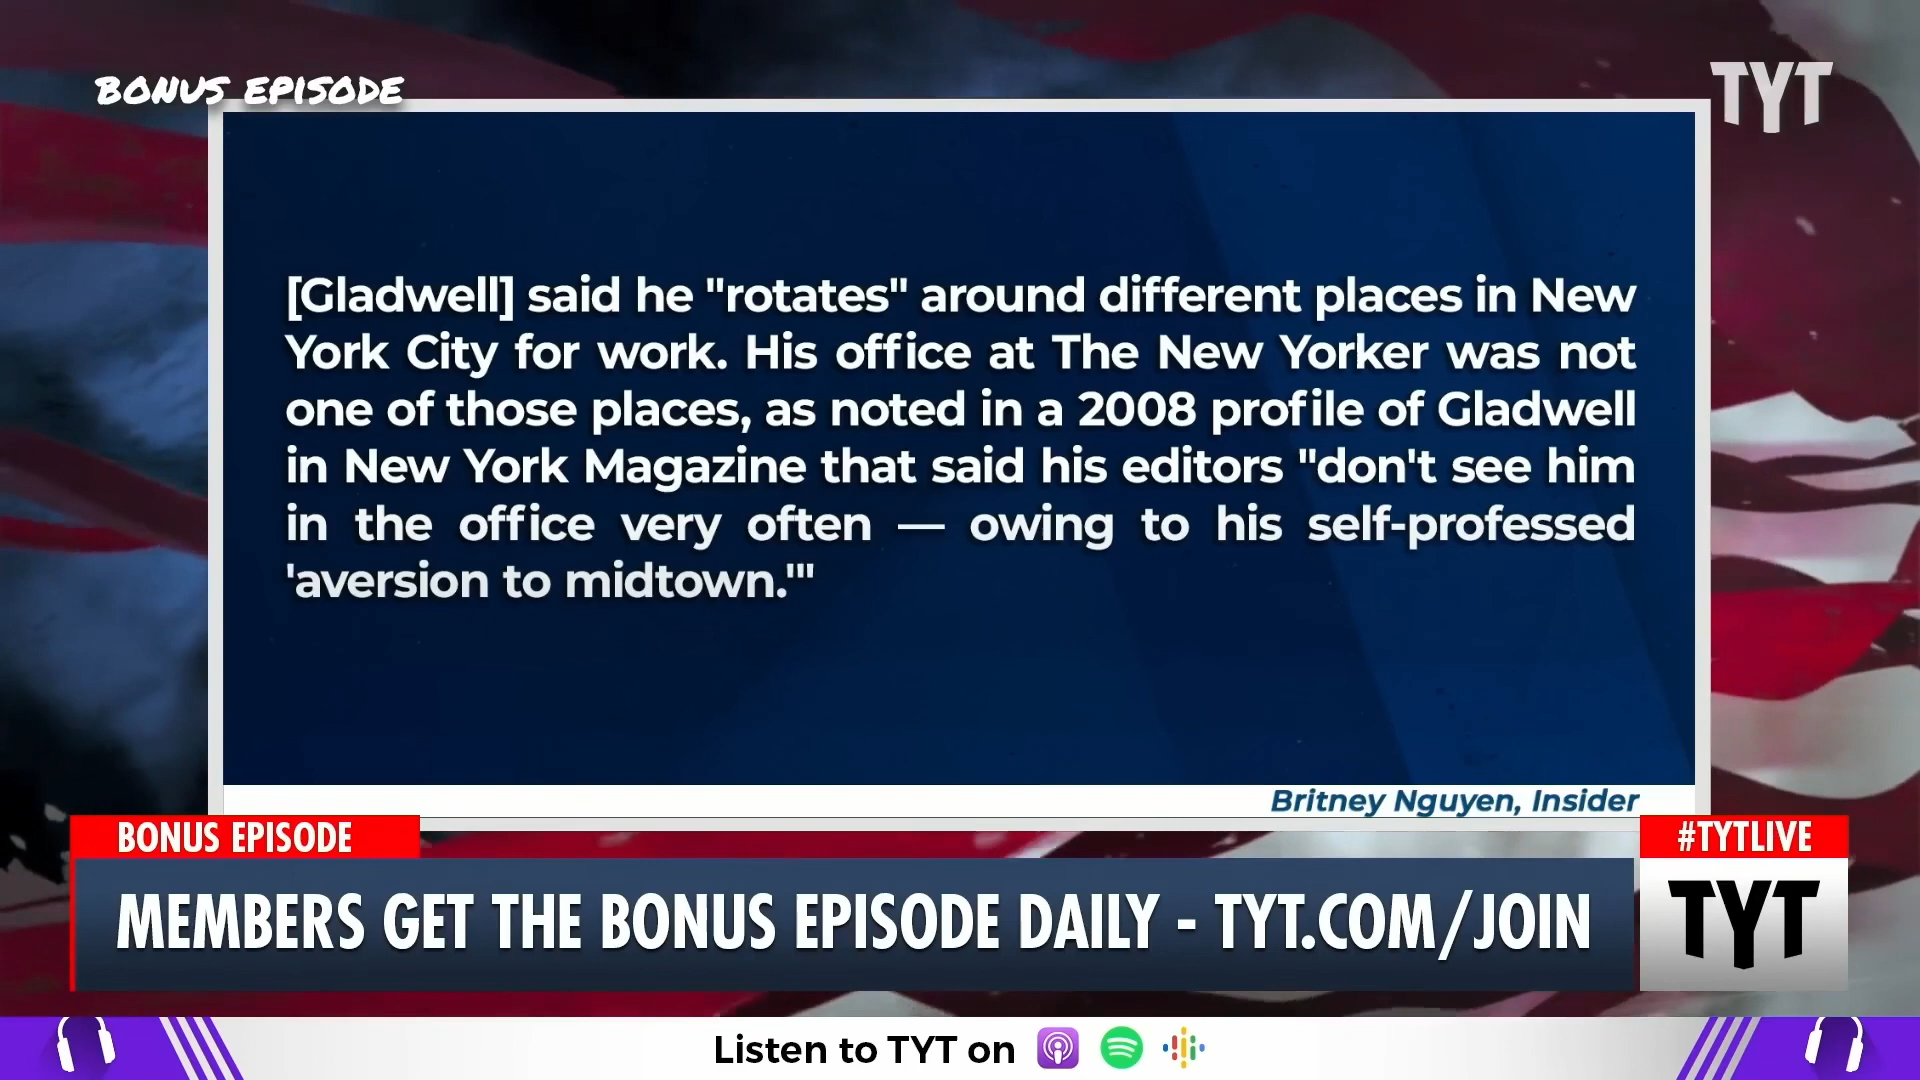 BONUS EPISODE
TYT
[Gladwell] said he "rotates" around different places in New
York City for work. His office at The New Yorker was not
one of those places, as noted in a 2008 profile of Gladwell
in New York Magazine that said his editors "don't see him
in the office very often — owing to his self-professed
'aversion to midtown.'"
Britney Nguyen, Insider
BONUS EPISODE
#TYTLIVE
MEMBERS GET THE BONUS EPISODE DAILY - TYT.COM/JOIN
TYT
Listen to TYT on